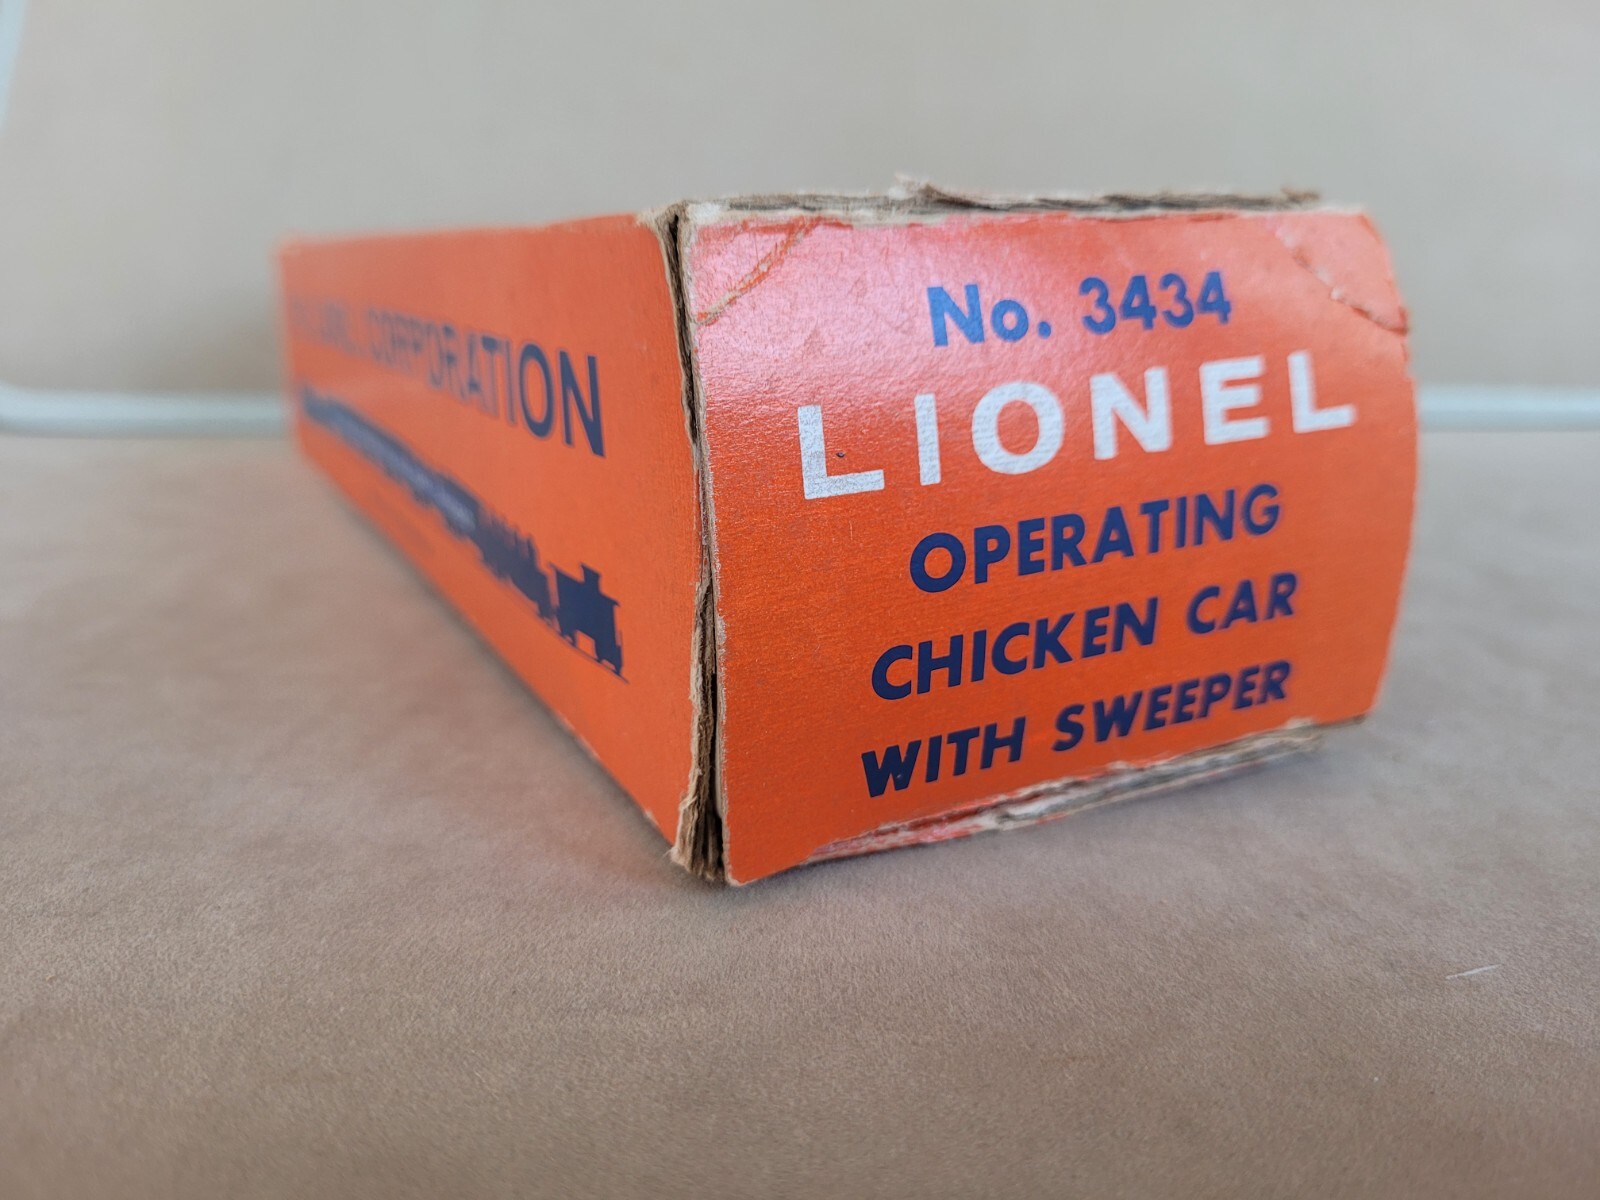 No. 3434
LIONEL
OPERATING
CHICKEN CAR
WITH SWEEPER
CORPORATION